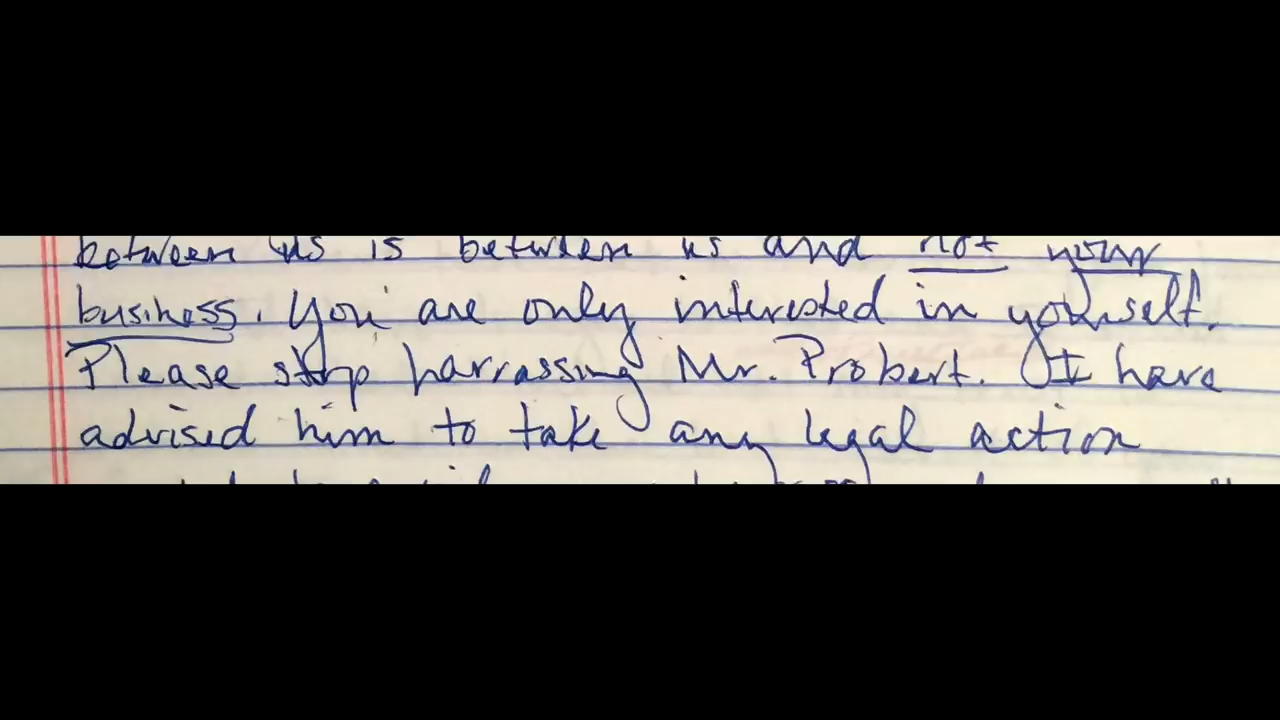 between us is between us and not your
business. You are only interested in yourself.
Please stop harrassing Mr. Probert. I have
advised him to take any legal action